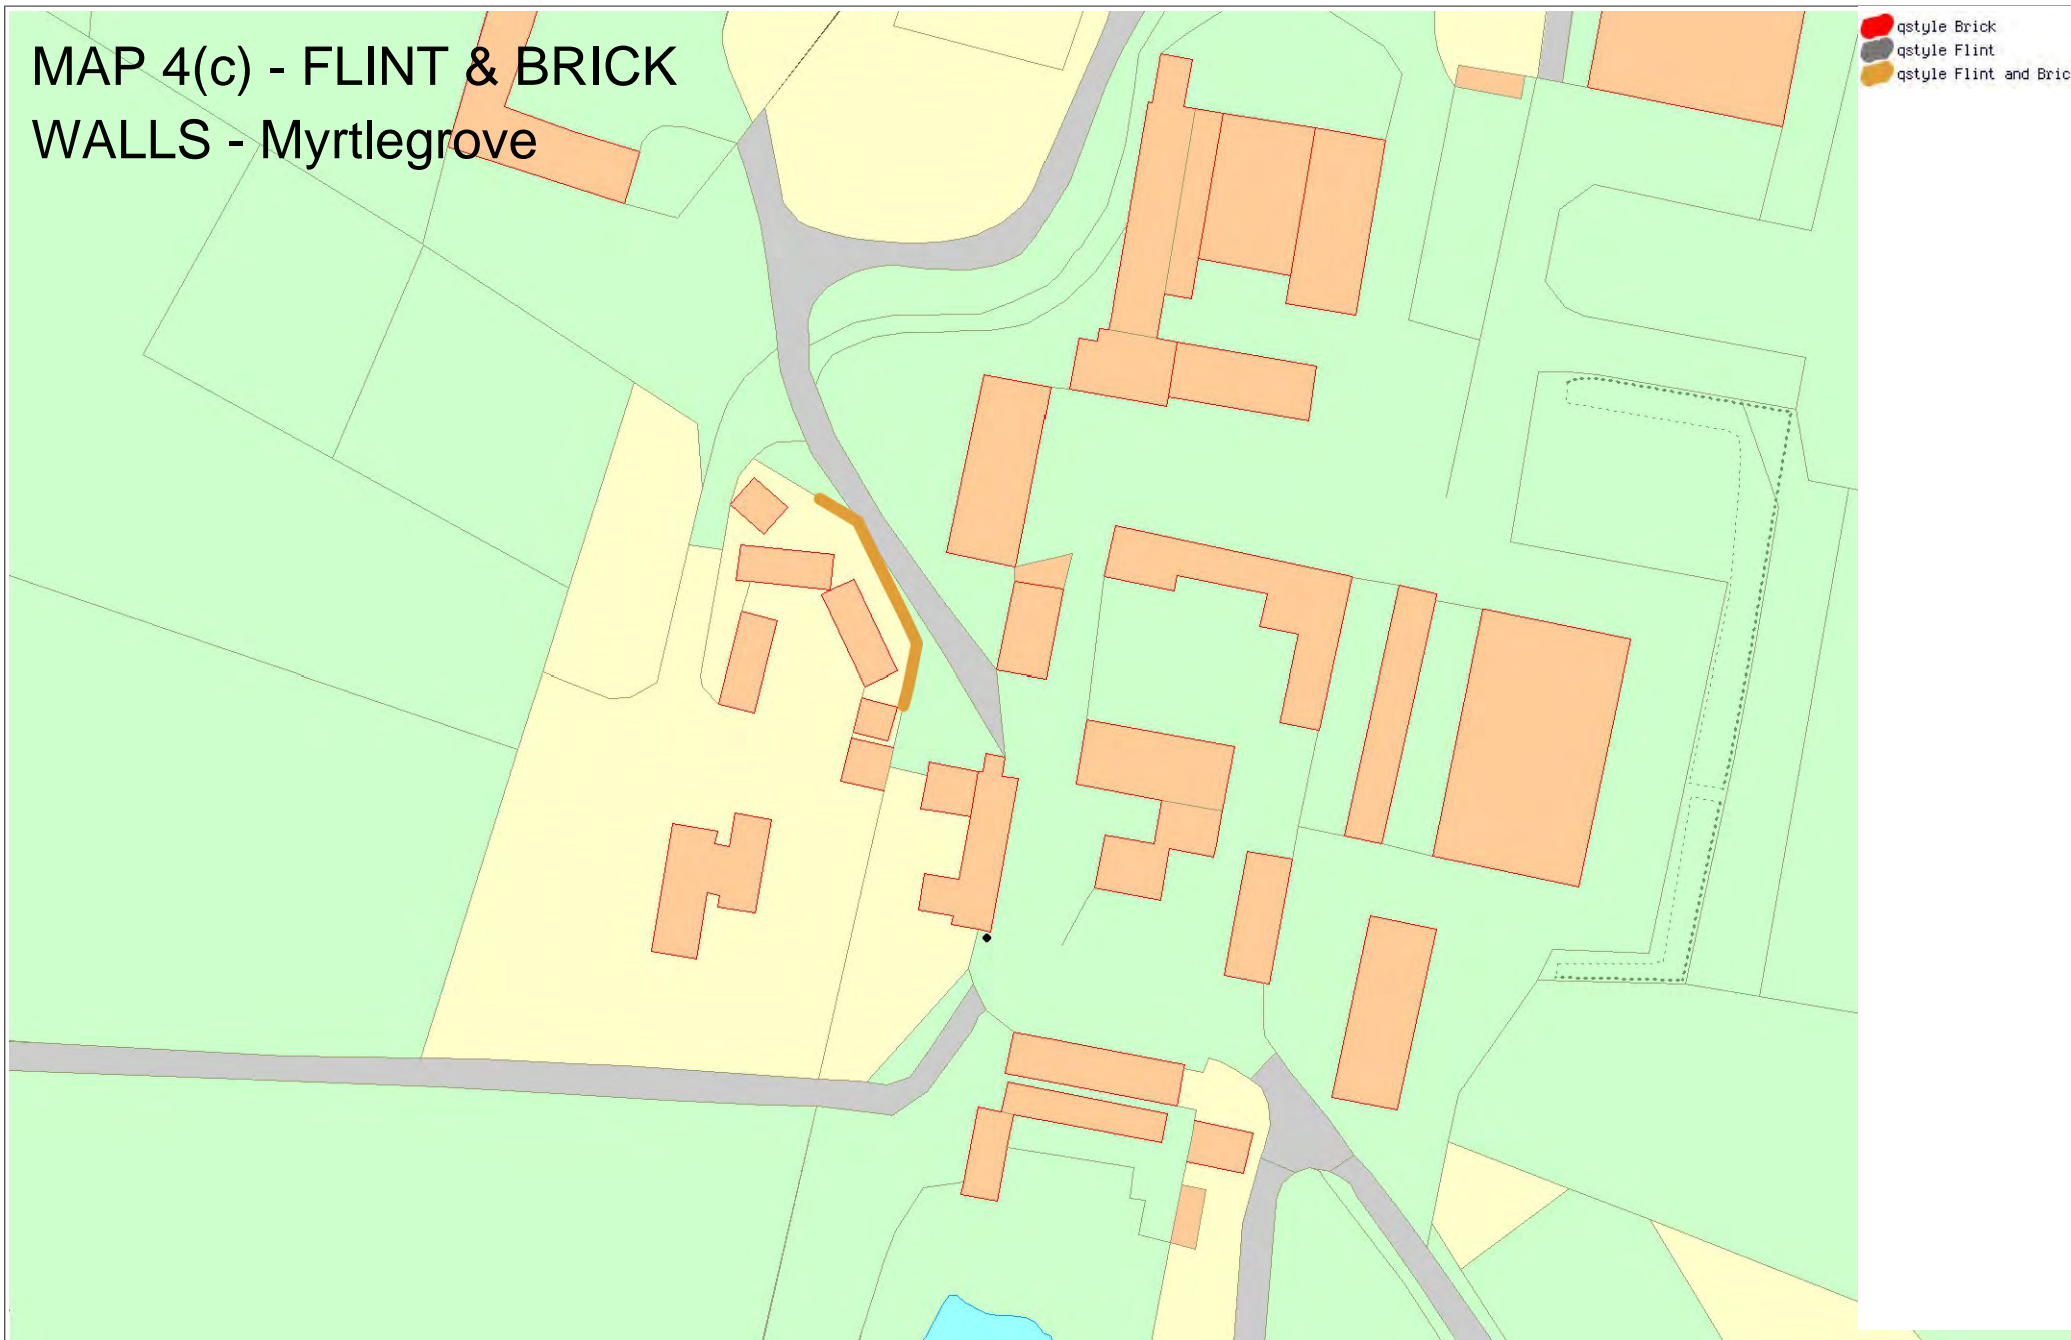 MAP 4(c) - FLINT & BRICK
WALLS - Myrtlegrove
qstyle Brick
qstyle Flint
qstyle Flint and Bric